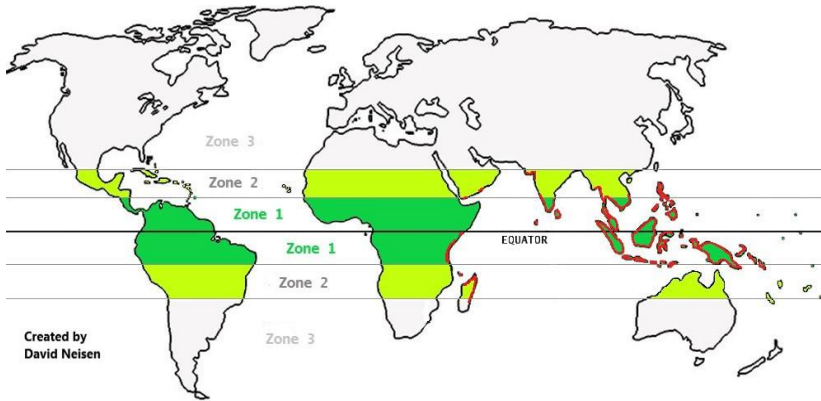 Zone 3
Zone 2
Zone 1
EQUATOR
Zone 1
Zone 2
Zone 3
Created by
David Neisen